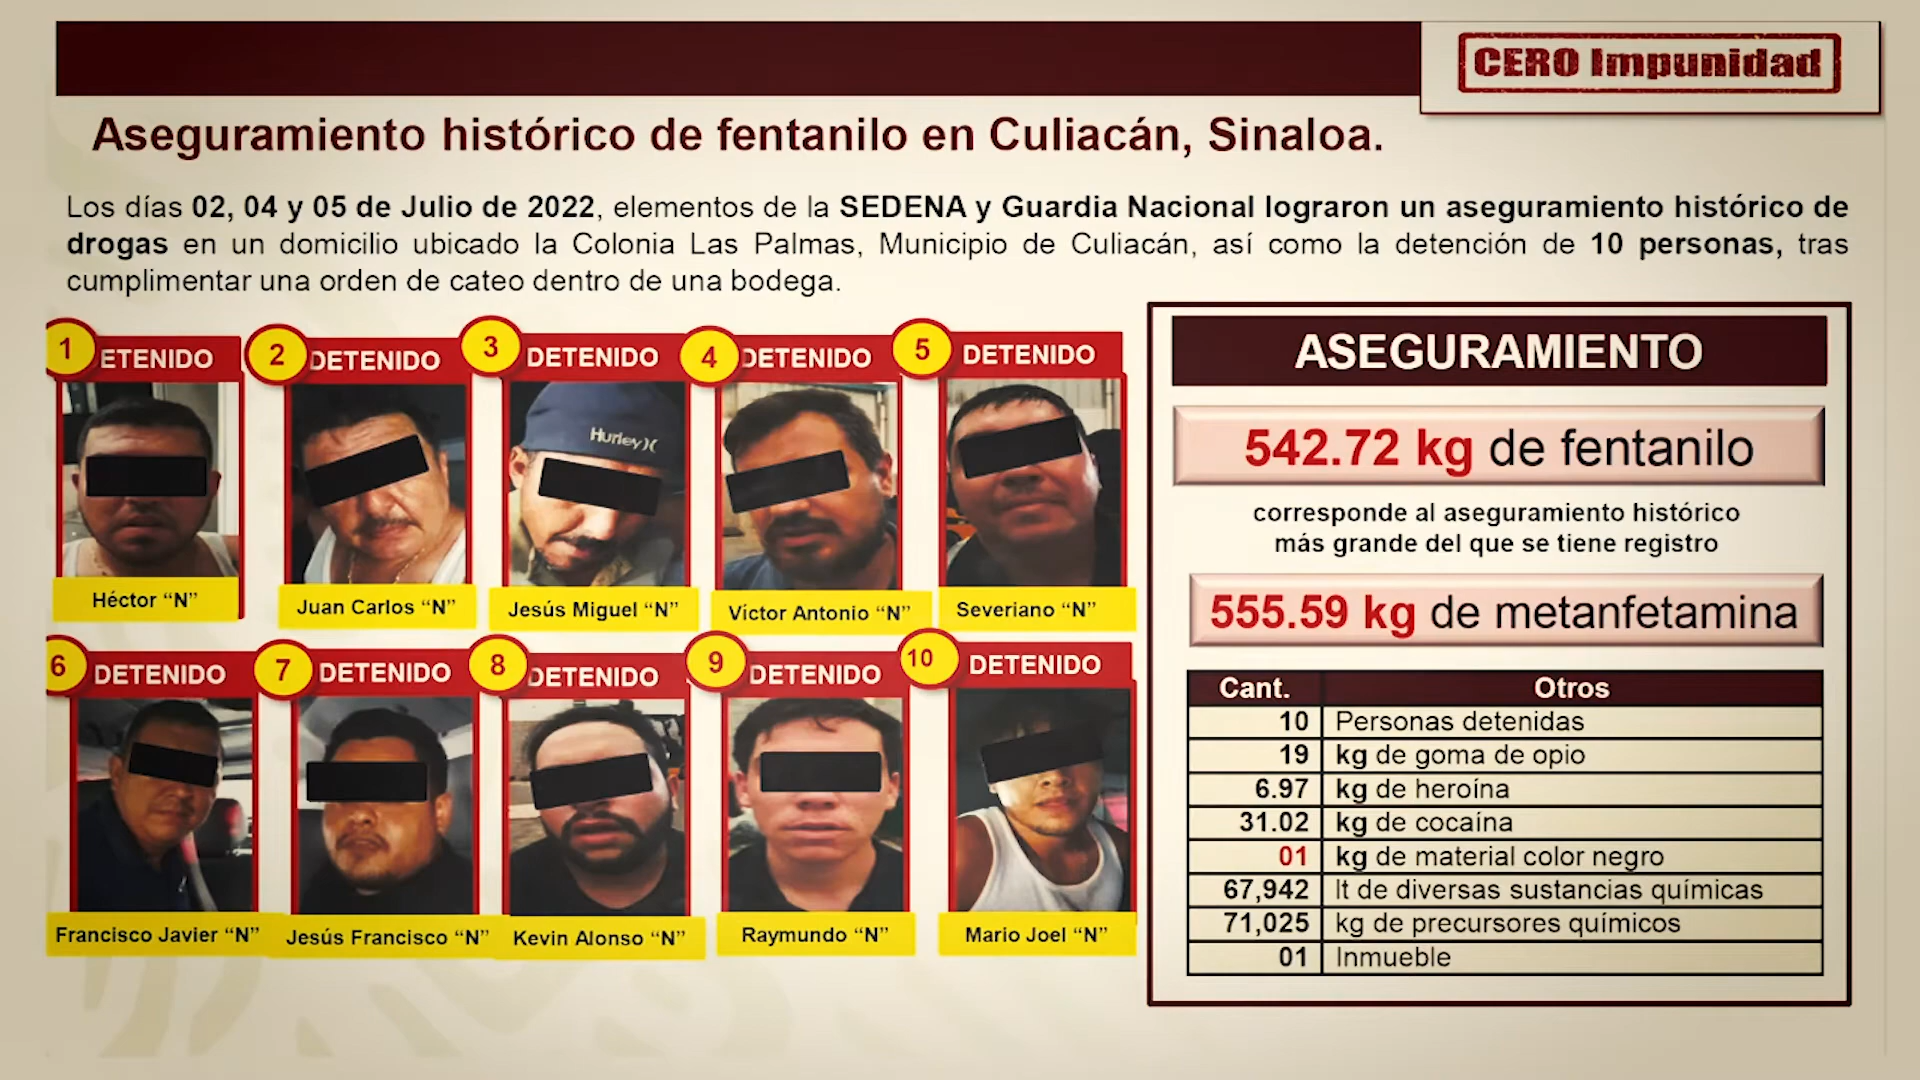 CERO Impunidad
Aseguramiento histórico de fentanilo en Culiacán, Sinaloa.
Los días 02, 04 y 05 de Julio de 2022, elementos de la SEDENA y Guardia Nacional lograron un aseguramiento histórico de
drogas en un domicilio ubicado la Colonia Las Palmas, Municipio de Culiacán, así como la detención de 10 personas, tras
cumplimentar una orden de cateo dentro de una bodega.
1 ETENIDO
2 DETENIDO
3 DETENIDO
4 DETENIDO
5 DETENIDO
Hurley
Héctor “N”
Juan Carlos “N”
Jesús Miguel “N”
Víctor Antonio “N”
Severiano “N”
6 DETENIDO
7 DETENIDO
8 DETENIDO
9 DETENIDO
10 DETENIDO
Francisco Javier “N”
Jesús Francisco “N”
Kevin Alonso “N”
Raymundo “N”
Mario Joel “N”
ASEGURAMIENTO
542.72 kg de fentanilo
corresponde al aseguramiento histórico
más grande del que se tiene registro
555.59 kg de metanfetamina
Cant. Otros
10 Personas detenidas
19 kg de goma de opio
6.97 kg de heroína
31.02 kg de cocaína
01 kg de material color negro
67,942 lt de diversas sustancias químicas
71,025 kg de precursores químicos
01 Inmueble